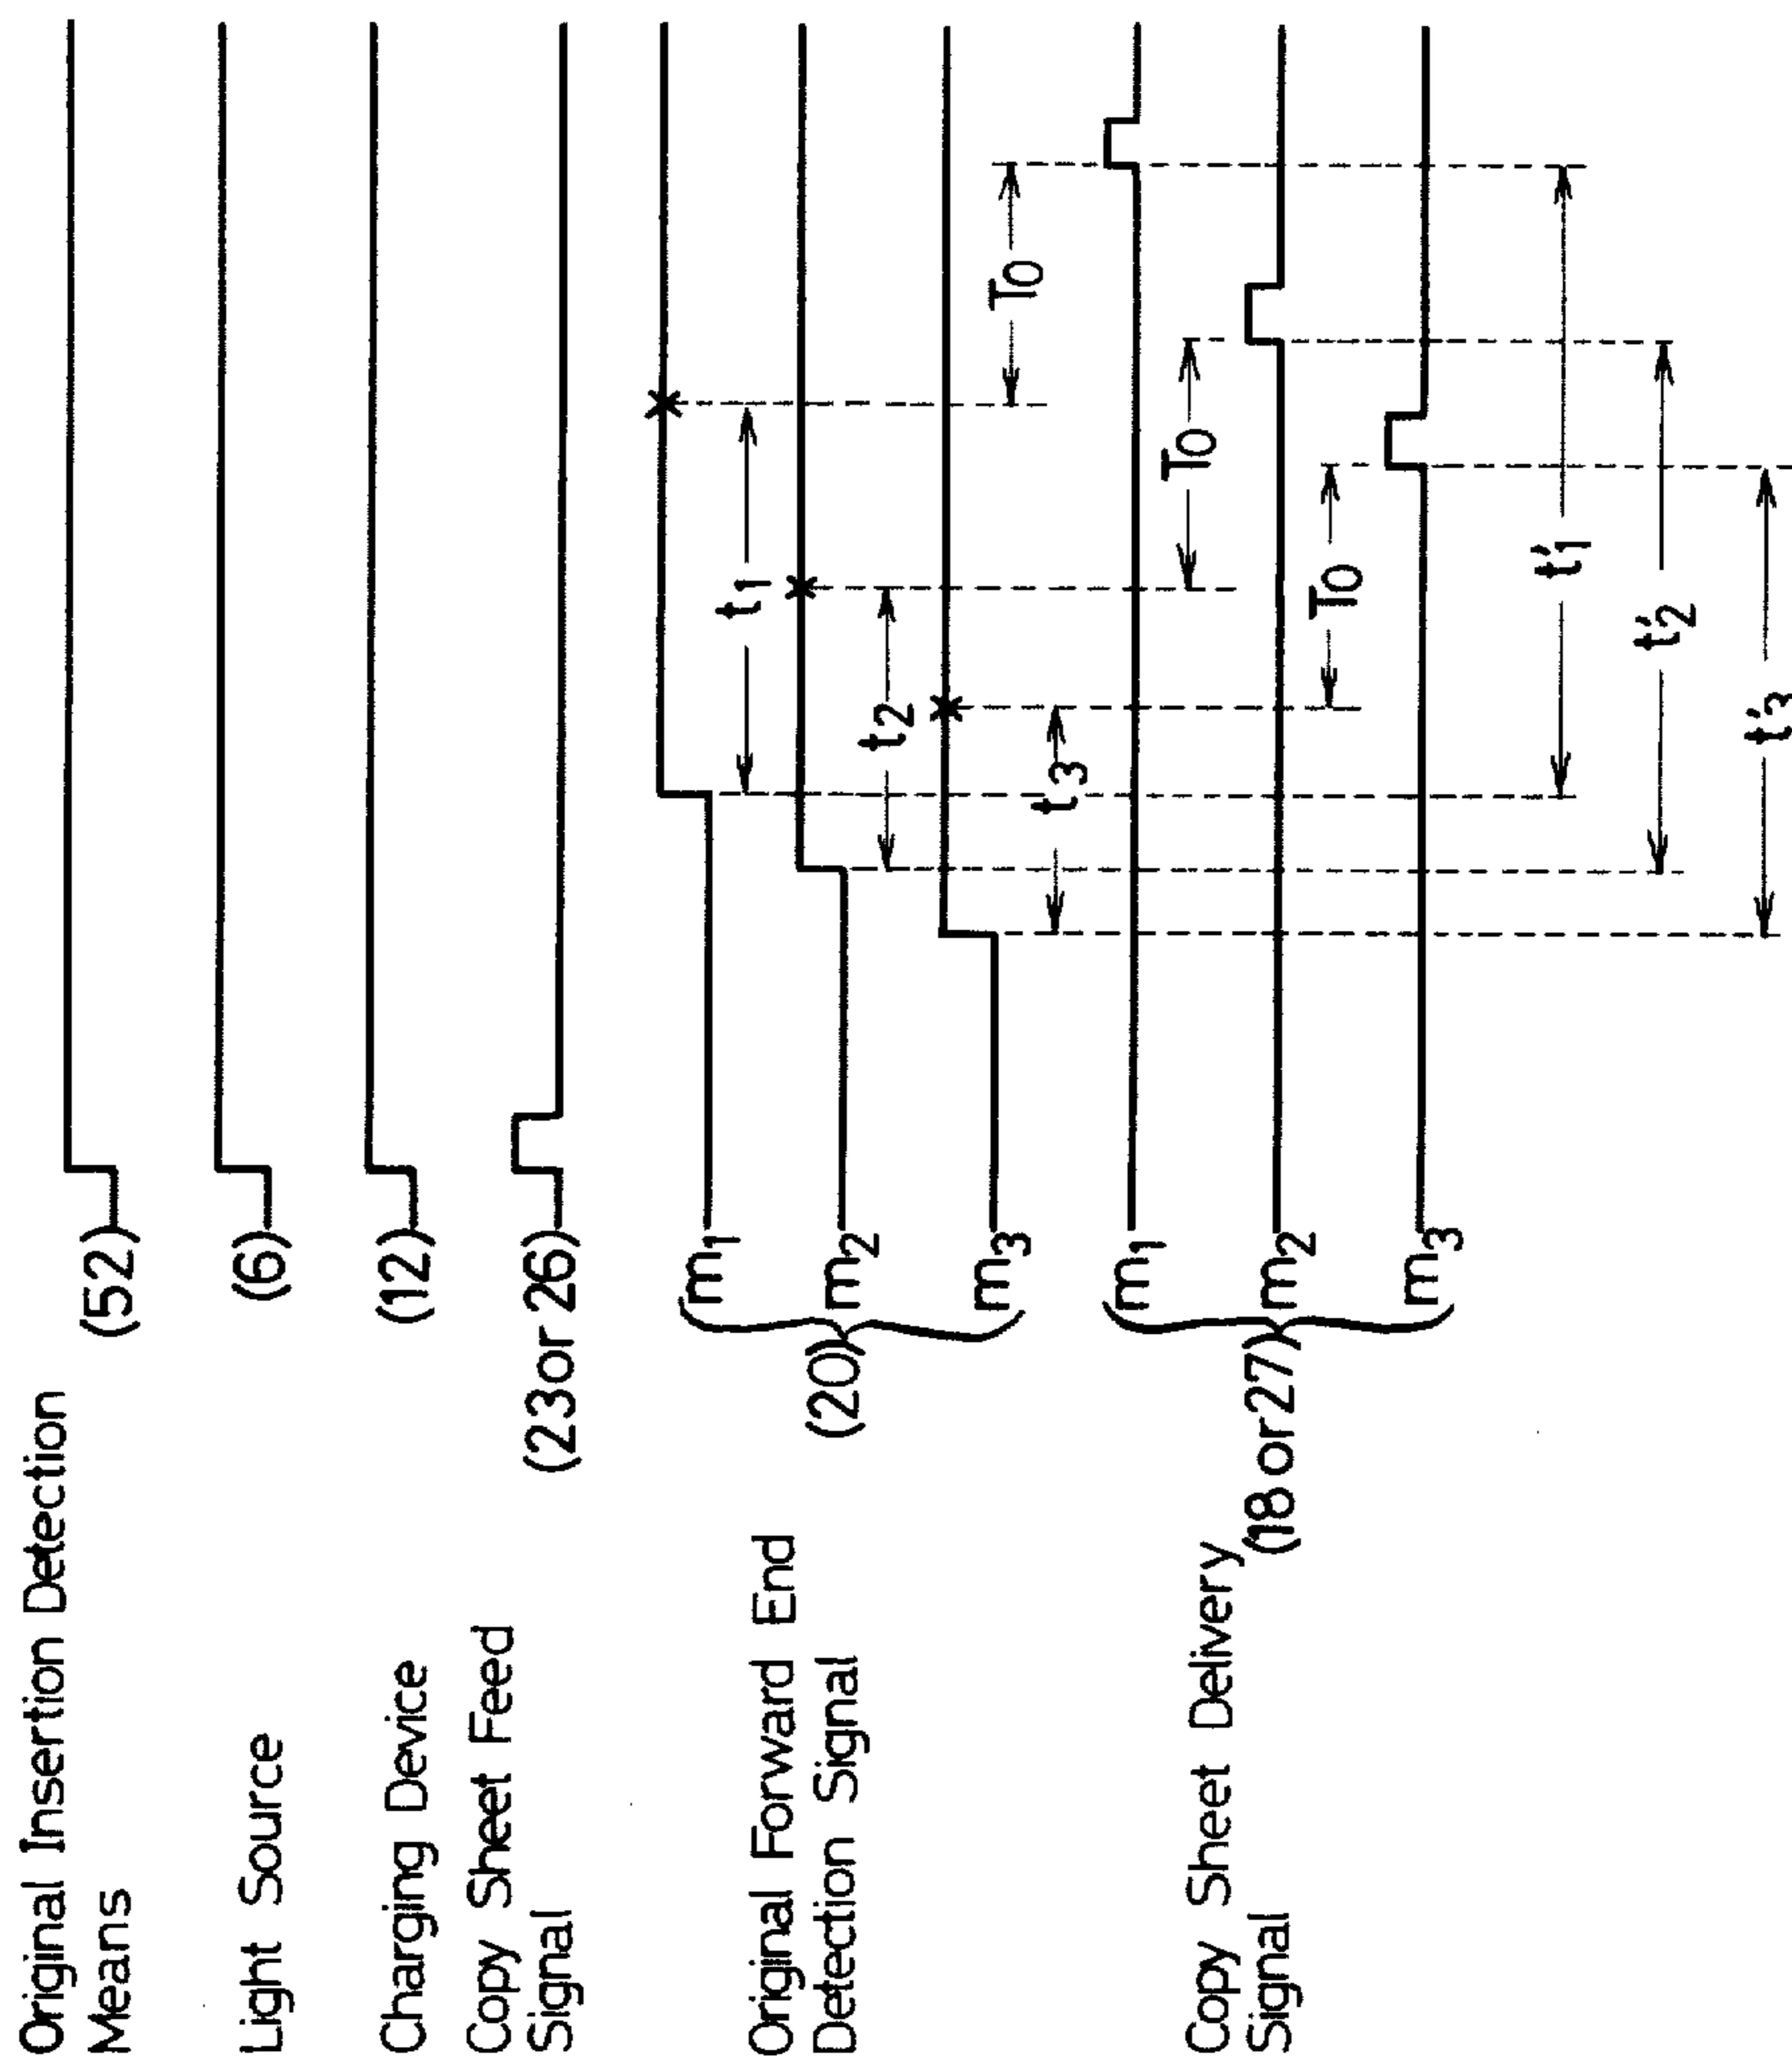 Original Insertion Detection
Means
(52)
Light Source
(6)
Charging Device
(12)
Copy Sheet Feed
Signal
(23 or 26)
Original Forward End
Detection Signal
(20)
m1
m2
m3
t1
t2
t3
T0
T0
T0
Copy Sheet Delivery
Signal
(18 or 27)
m1
m2
m3
t'1
t'2
t'3